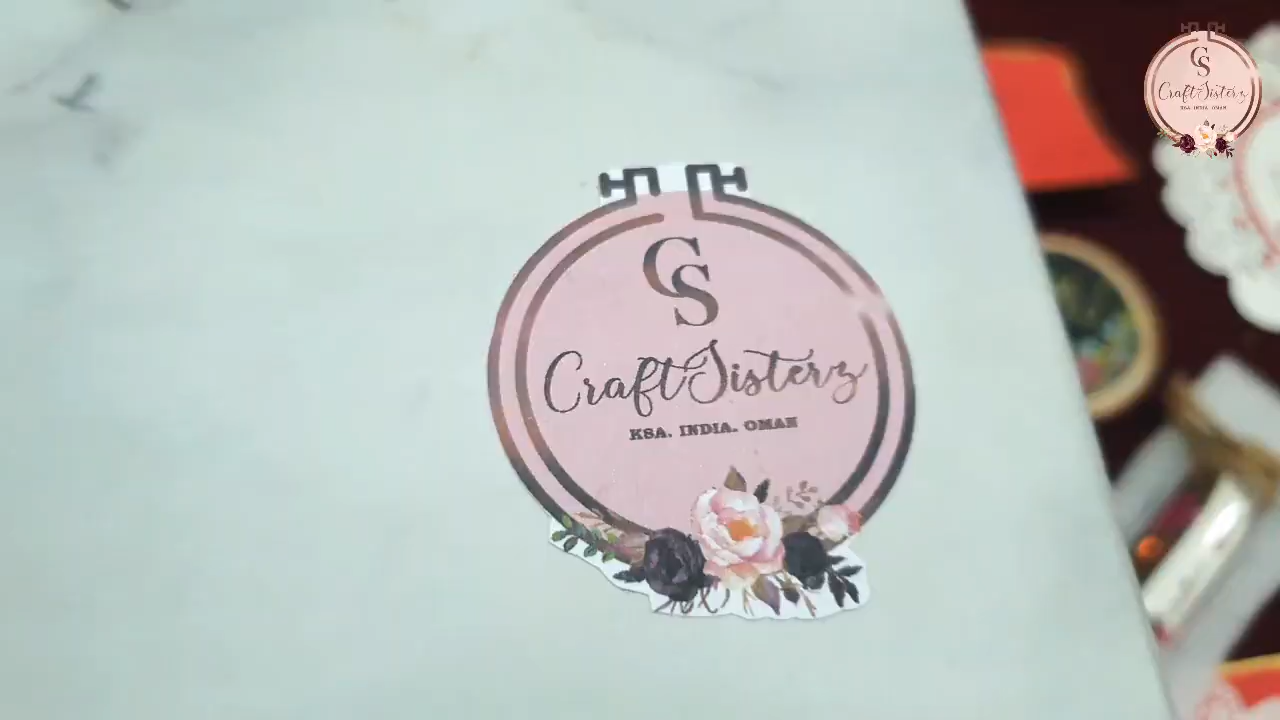 CS
CraftSisterz
KSA. INDIA. OMAN
CS
CraftSisterz
KSA. INDIA. OMAN